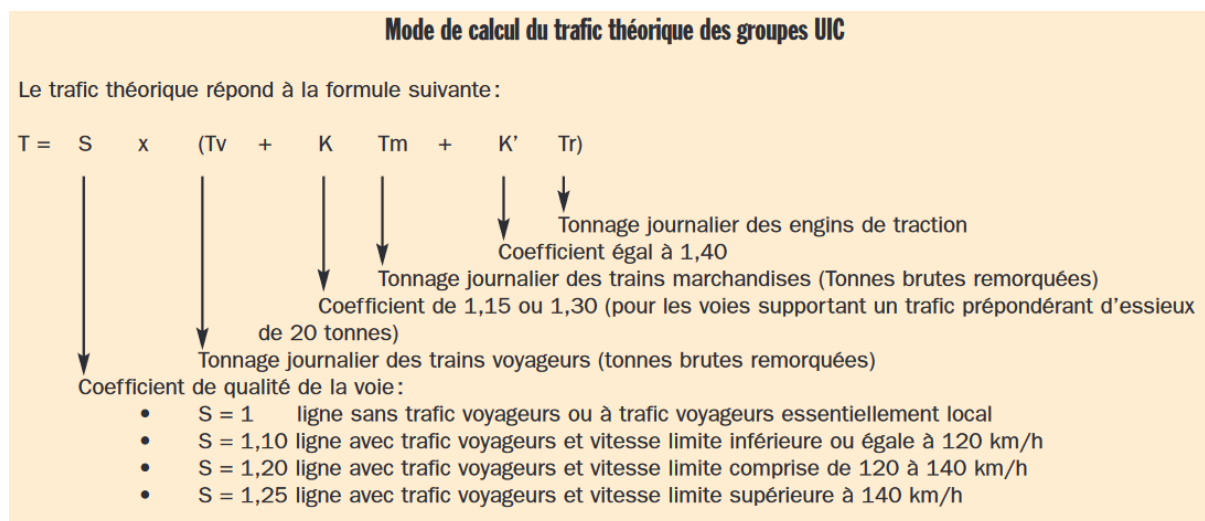 Mode de calcul du trafic théorique des groupes UIC
Le trafic théorique répond à la formule suivante :
T = S x (Tv + K Tm + K’ Tr)
Tonnage journalier des engins de traction
Coefficient égal à 1,40
Tonnage journalier des trains marchandises (Tonnes brutes remorquées)
Coefficient de 1,15 ou 1,30 (pour les voies supportant un trafic prépondérant d’essieux
de 20 tonnes)
Tonnage journalier des trains voyageurs (tonnes brutes remorquées)
Coefficient de qualité de la voie :
• S = 1 ligne sans trafic voyageurs ou à trafic voyageurs essentiellement local
• S = 1,10 ligne avec trafic voyageurs et vitesse limite inférieure ou égale à 120 km/h
• S = 1,20 ligne avec trafic voyageurs et vitesse limite comprise de 120 à 140 km/h
• S = 1,25 ligne avec trafic voyageurs et vitesse limite supérieure à 140 km/h